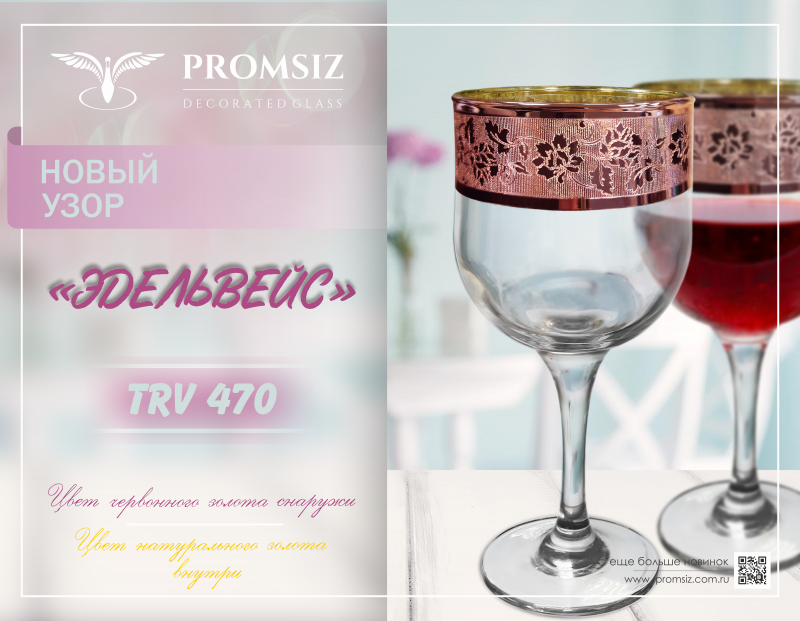 PROMSIZ
DECORATED GLASS
НОВЫЙ
УЗОР
«ЭДЕЛЬВЕЙС»
TRV 470
Цвет червонного золота снаружи
Цвет натурального золота
внутри
еще больше новинок
www.promsiz.com.ru